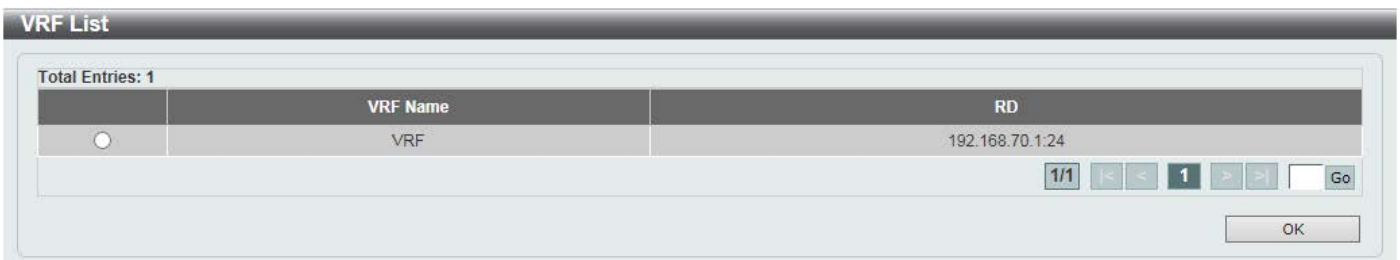 VRF List
Total Entries: 1
VRF Name RD
VRF 192.168.70.1:24
1/1 |< < 1 > >| Go
OK